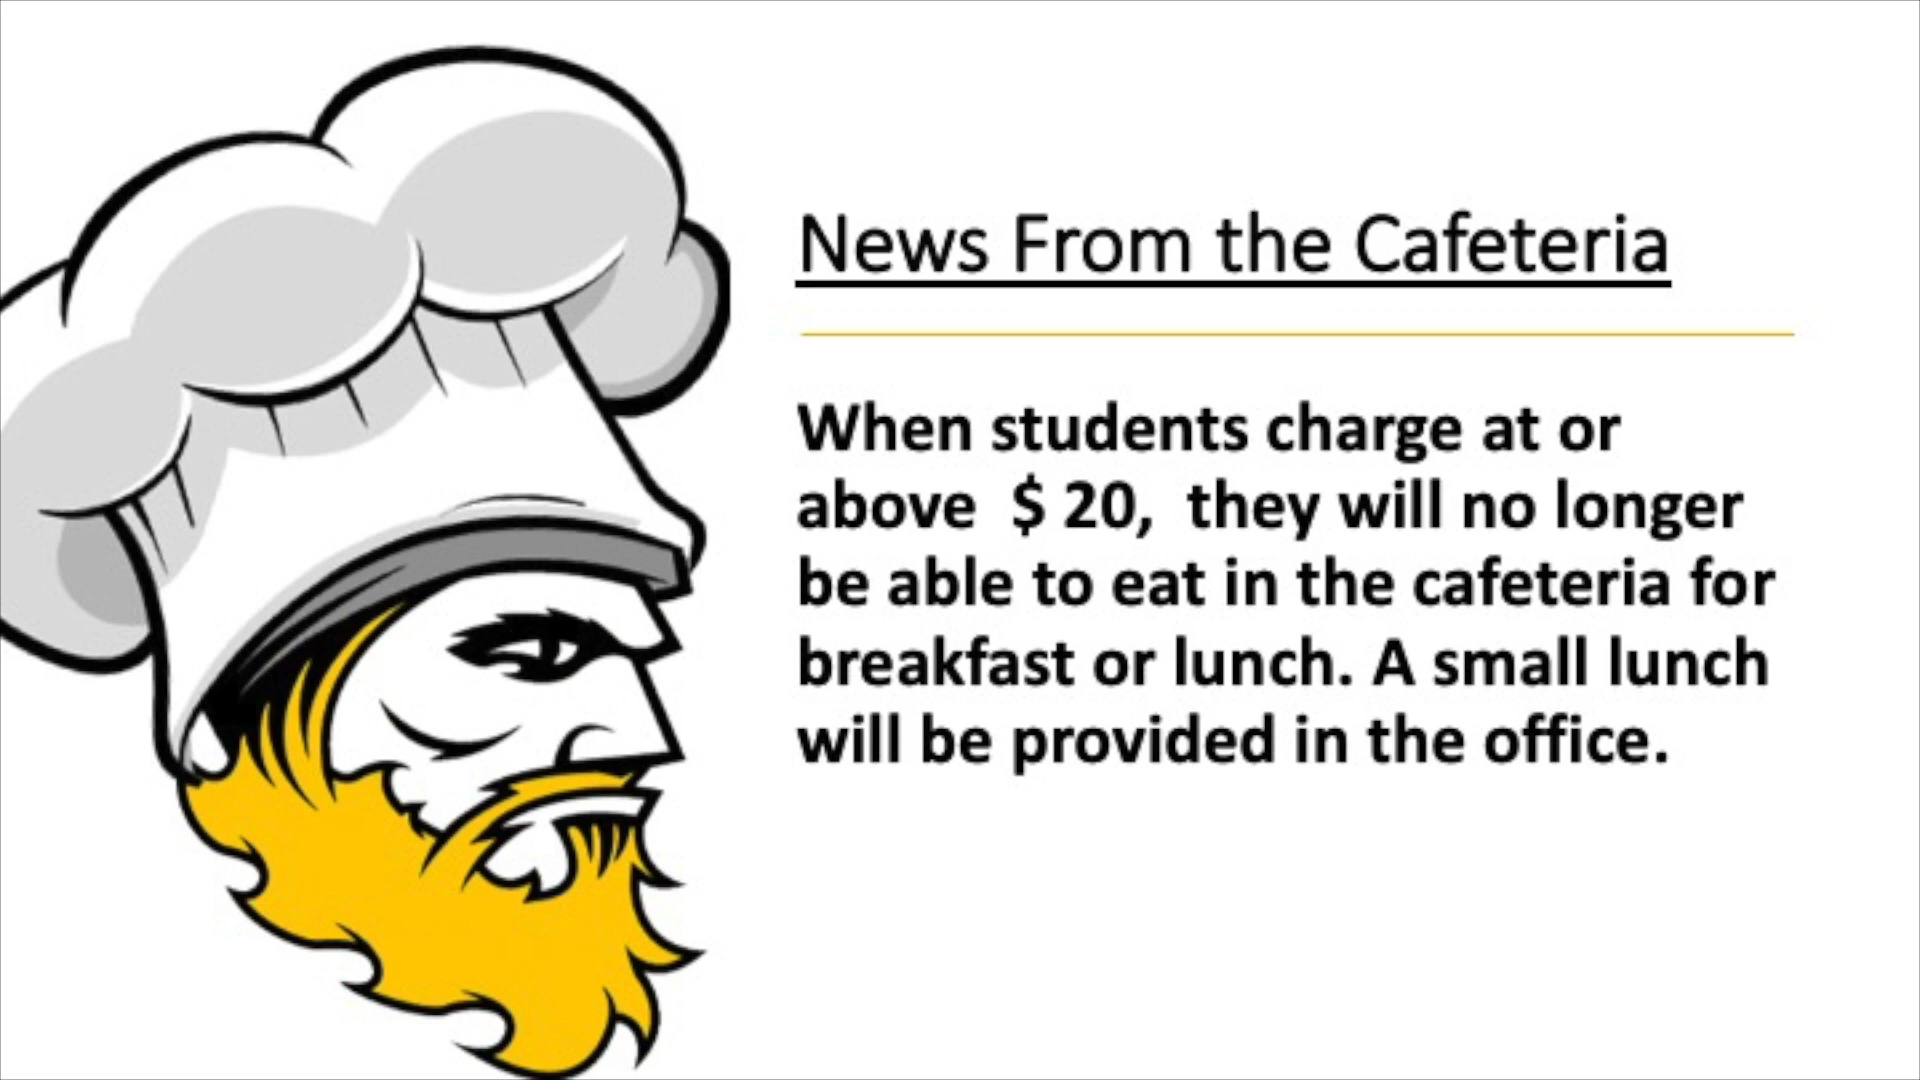 News From the Cafeteria
When students charge at or
above  $ 20,  they will no longer
be able to eat in the cafeteria for
breakfast or lunch. A small lunch
will be provided in the office.